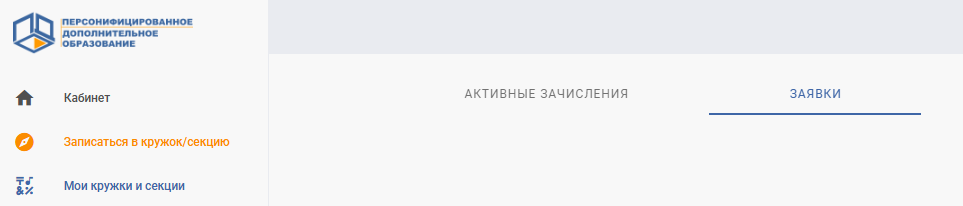 ПЕРСОНИФИЦИРОВАННОЕ
ДОПОЛНИТЕЛЬНОЕ
ОБРАЗОВАНИЕ
Кабинет
Записаться в кружок/секцию
Мои кружки и секции
АКТИВНЫЕ ЗАЧИСЛЕНИЯ
ЗАЯВКИ